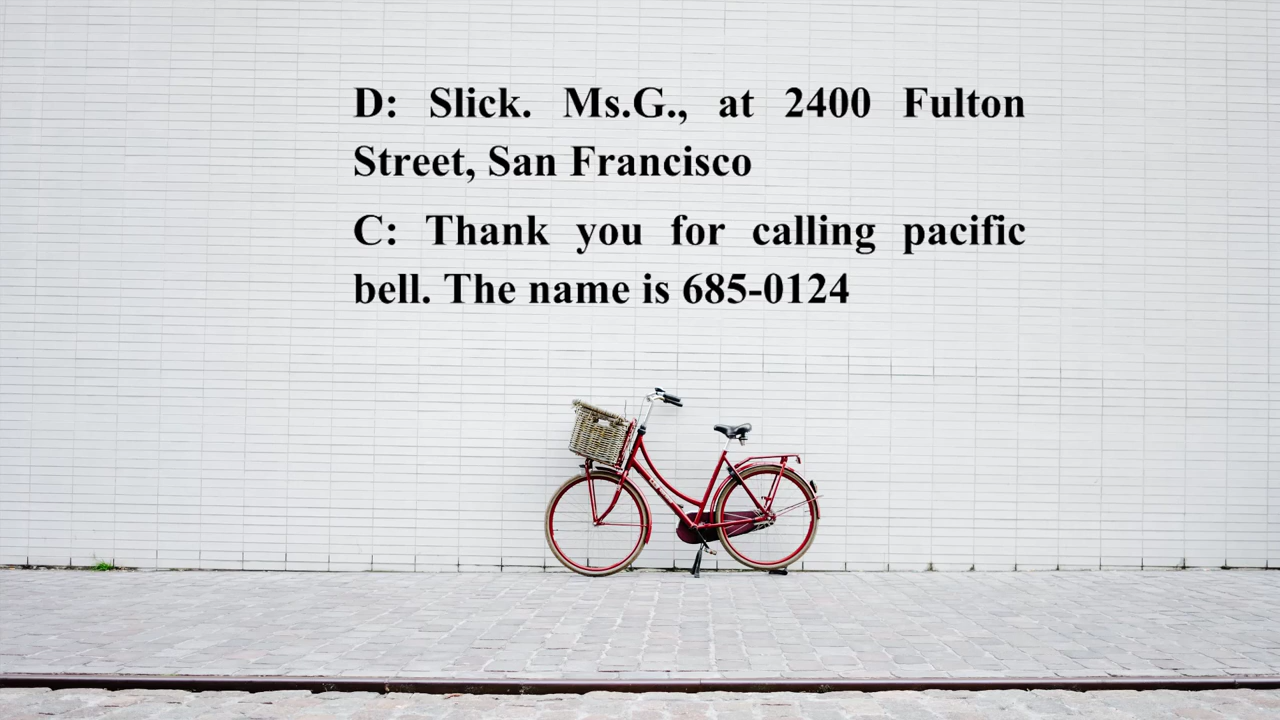 D: Slick. Ms.G., at 2400 Fulton
Street, San Francisco
C: Thank you for calling pacific
bell. The name is 685-0124